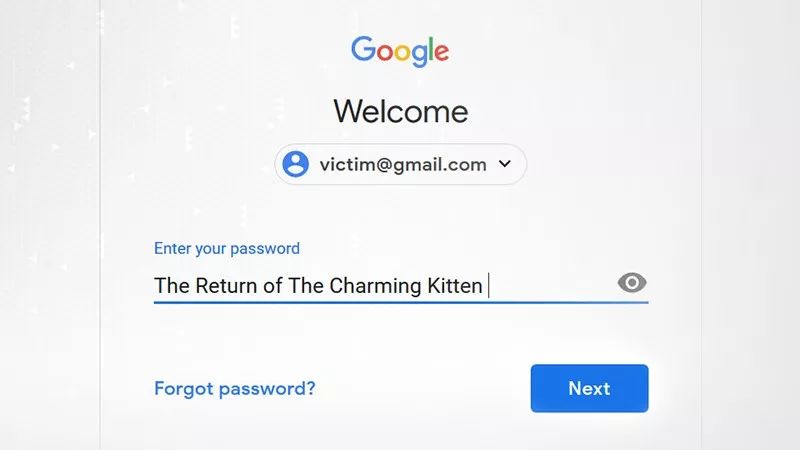 Google
Welcome
victim@gmail.com
Enter your password
The Return of The Charming Kitten
Forgot password?
Next